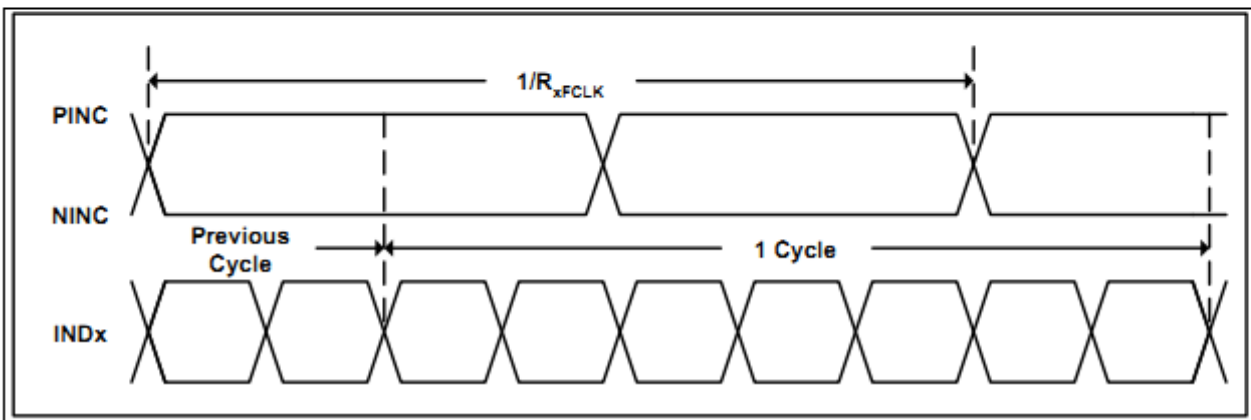 1/RxFCLK
PINC
NINC
Previous
Cycle
1 Cycle
INDx